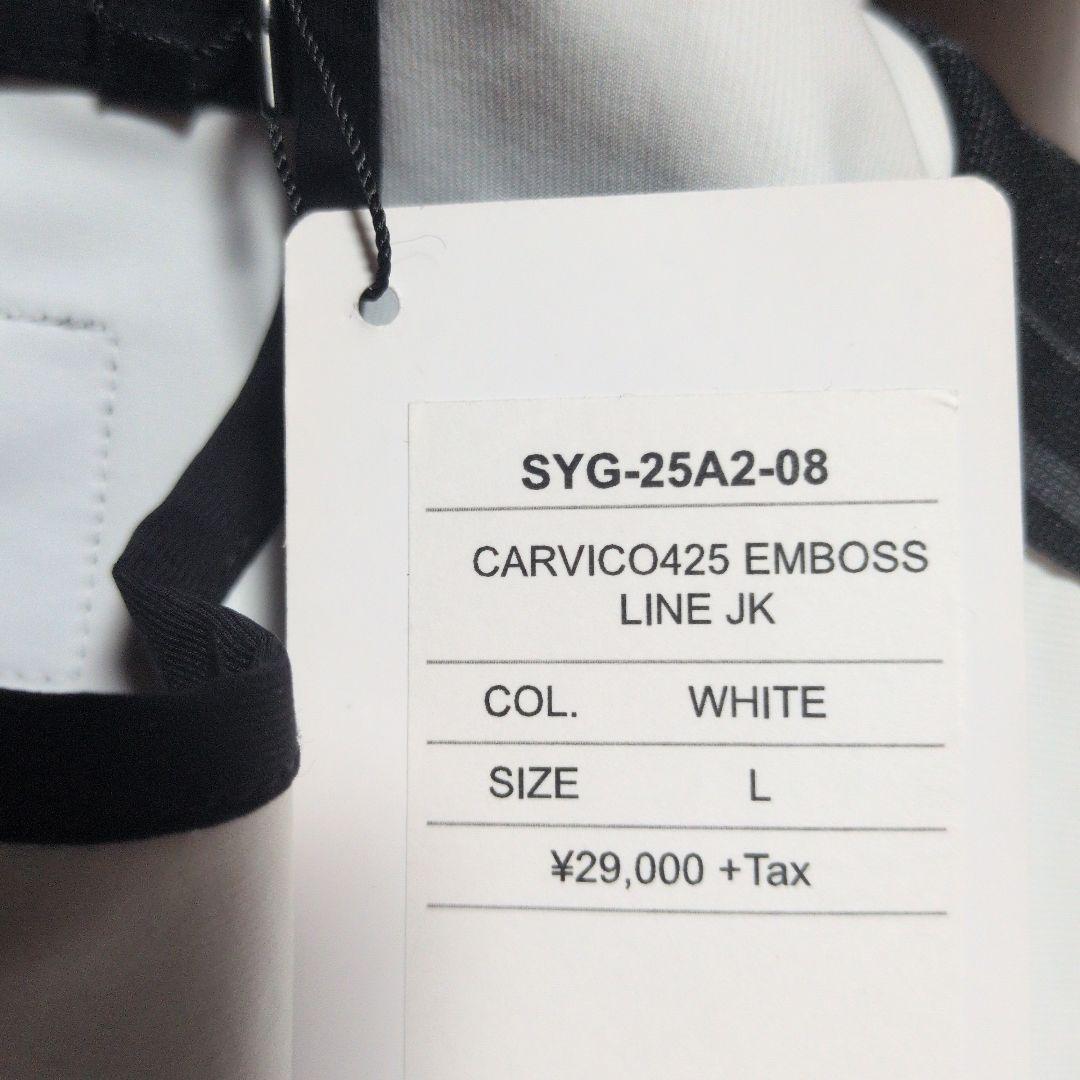 SYG-25A2-08
CARVICO425 EMBOSS
LINE JK
COL. WHITE
SIZE L
¥29,000 +Tax